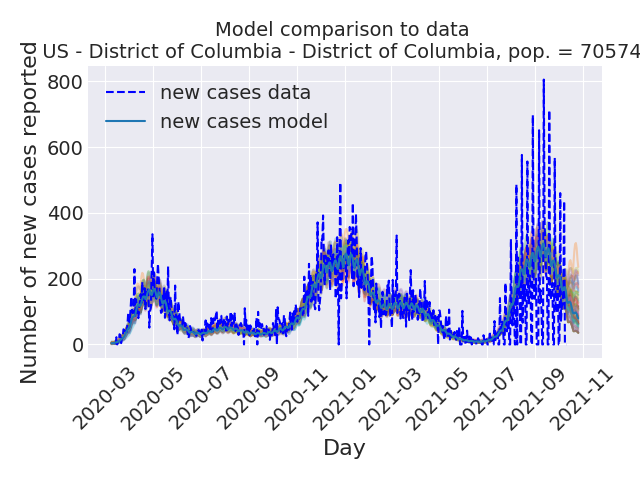 Model comparison to data
US - District of Columbia - District of Columbia, pop. = 70574
Number of new cases reported
800
600
400
200
0
new cases data
new cases model
2020-03
2020-05
2020-07
2020-09
2020-11
2021-01
2021-03
2021-05
2021-07
2021-09
2021-11
Day